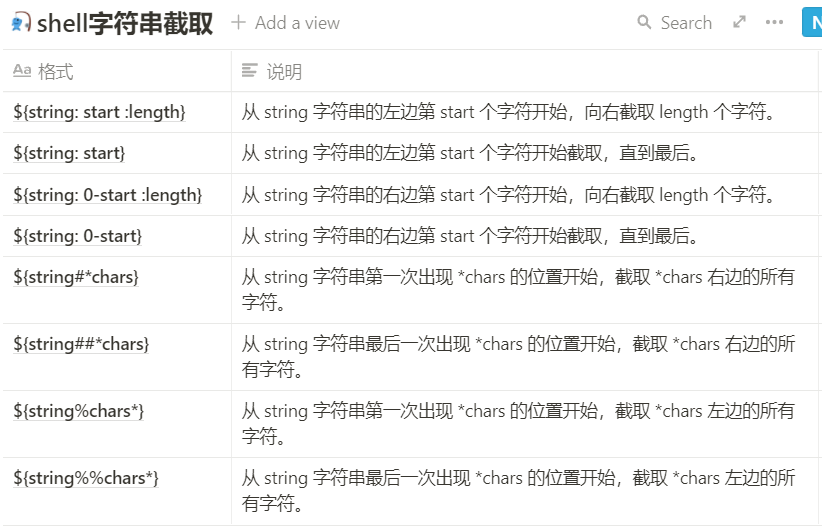 shell字符串截取
Add a view
Search
N
Aa 格式
说明
${string: start :length}
从 string 字符串的左边第 start 个字符开始，向右截取 length 个字符。
${string: start}
从 string 字符串的左边第 start 个字符开始截取，直到最后。
${string: 0-start :length}
从 string 字符串的右边第 start 个字符开始，向右截取 length 个字符。
${string: 0-start}
从 string 字符串的右边第 start 个字符开始截取，直到最后。
${string#*chars}
从 string 字符串第一次出现 *chars 的位置开始，截取 *chars 右边的所有
字符。
${string##*chars}
从 string 字符串最后一次出现 *chars 的位置开始，截取 *chars 右边的所
有字符。
${string%chars*}
从 string 字符串第一次出现 *chars 的位置开始，截取 *chars 左边的所有
字符。
${string%%chars*}
从 string 字符串最后一次出现 *chars 的位置开始，截取 *chars 左边的所
有字符。